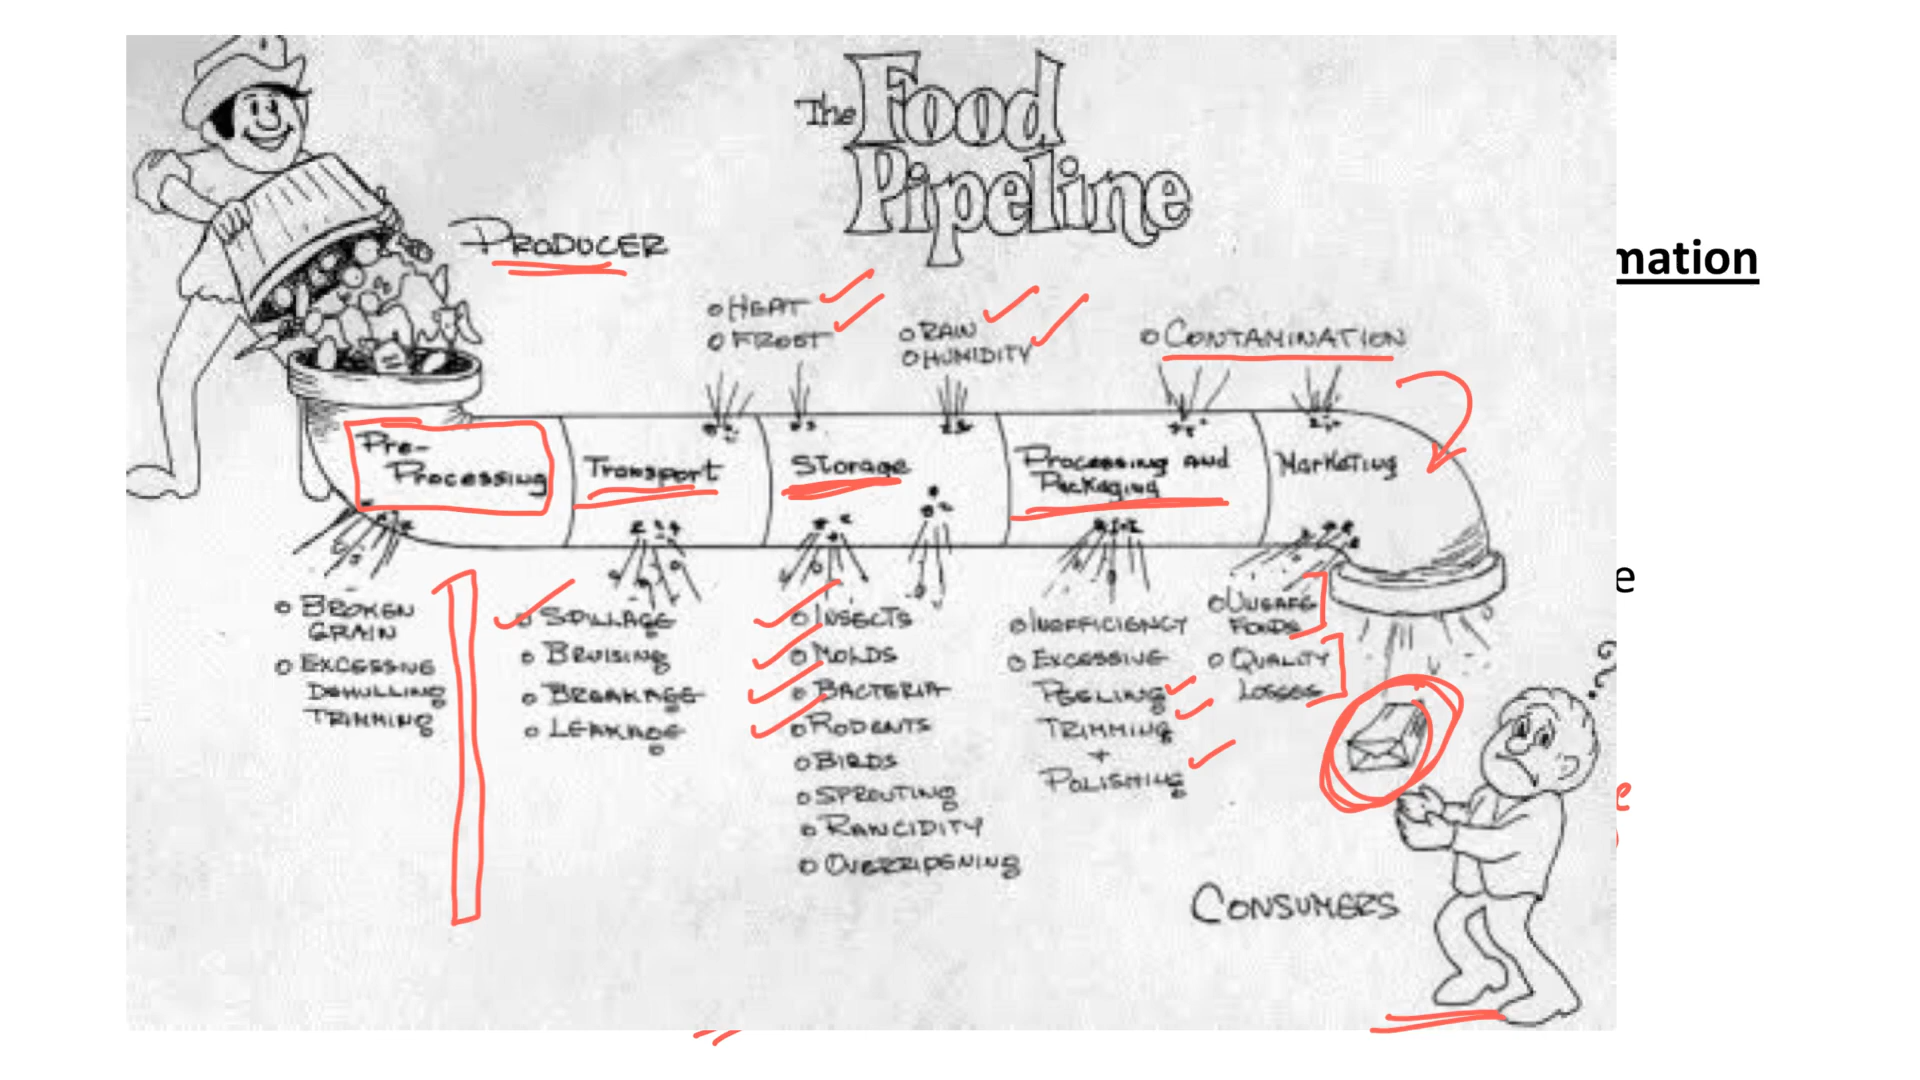 The Food
Pipeline
PRODUCER
o HEAT
o FROST
o RAIN
o HUMIDITY
o CONTAMINATION
mation
Pre-
Processing
Transport
Storage
Processing and
Packaging
Marketing
e
o BROKEN
GRAIN
o EXCESSIVE
DEHULLING
TRIMMING
o SPILLAGE
o BRUISING
o BREAKAGE
o LEAKAGE
o INSECTS
o MOLDS
o BACTERIA
o RODENTS
o BIRDS
o SPROUTING
o RANCIDITY
o OVERRIPENING
o INEFFICIENCY
o EXCESSIVE
PEELING
TRIMMING
+
POLISHING
o UNSAFE
FOODS
o QUALITY
LOSSES
e
CONSUMERS